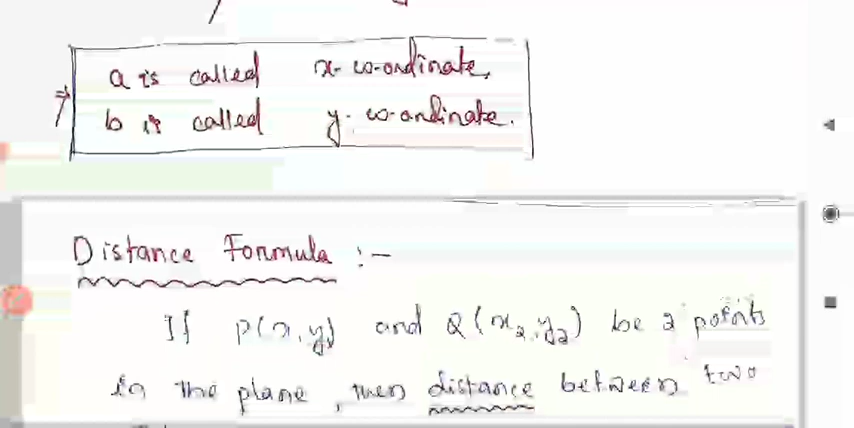 a is called x-co-ordinate,
b is called y-co-ordinate.
Distance Formula :-
If P(x,y) and Q(x₂,y₂) be 2 points
in the plane, then distance between two